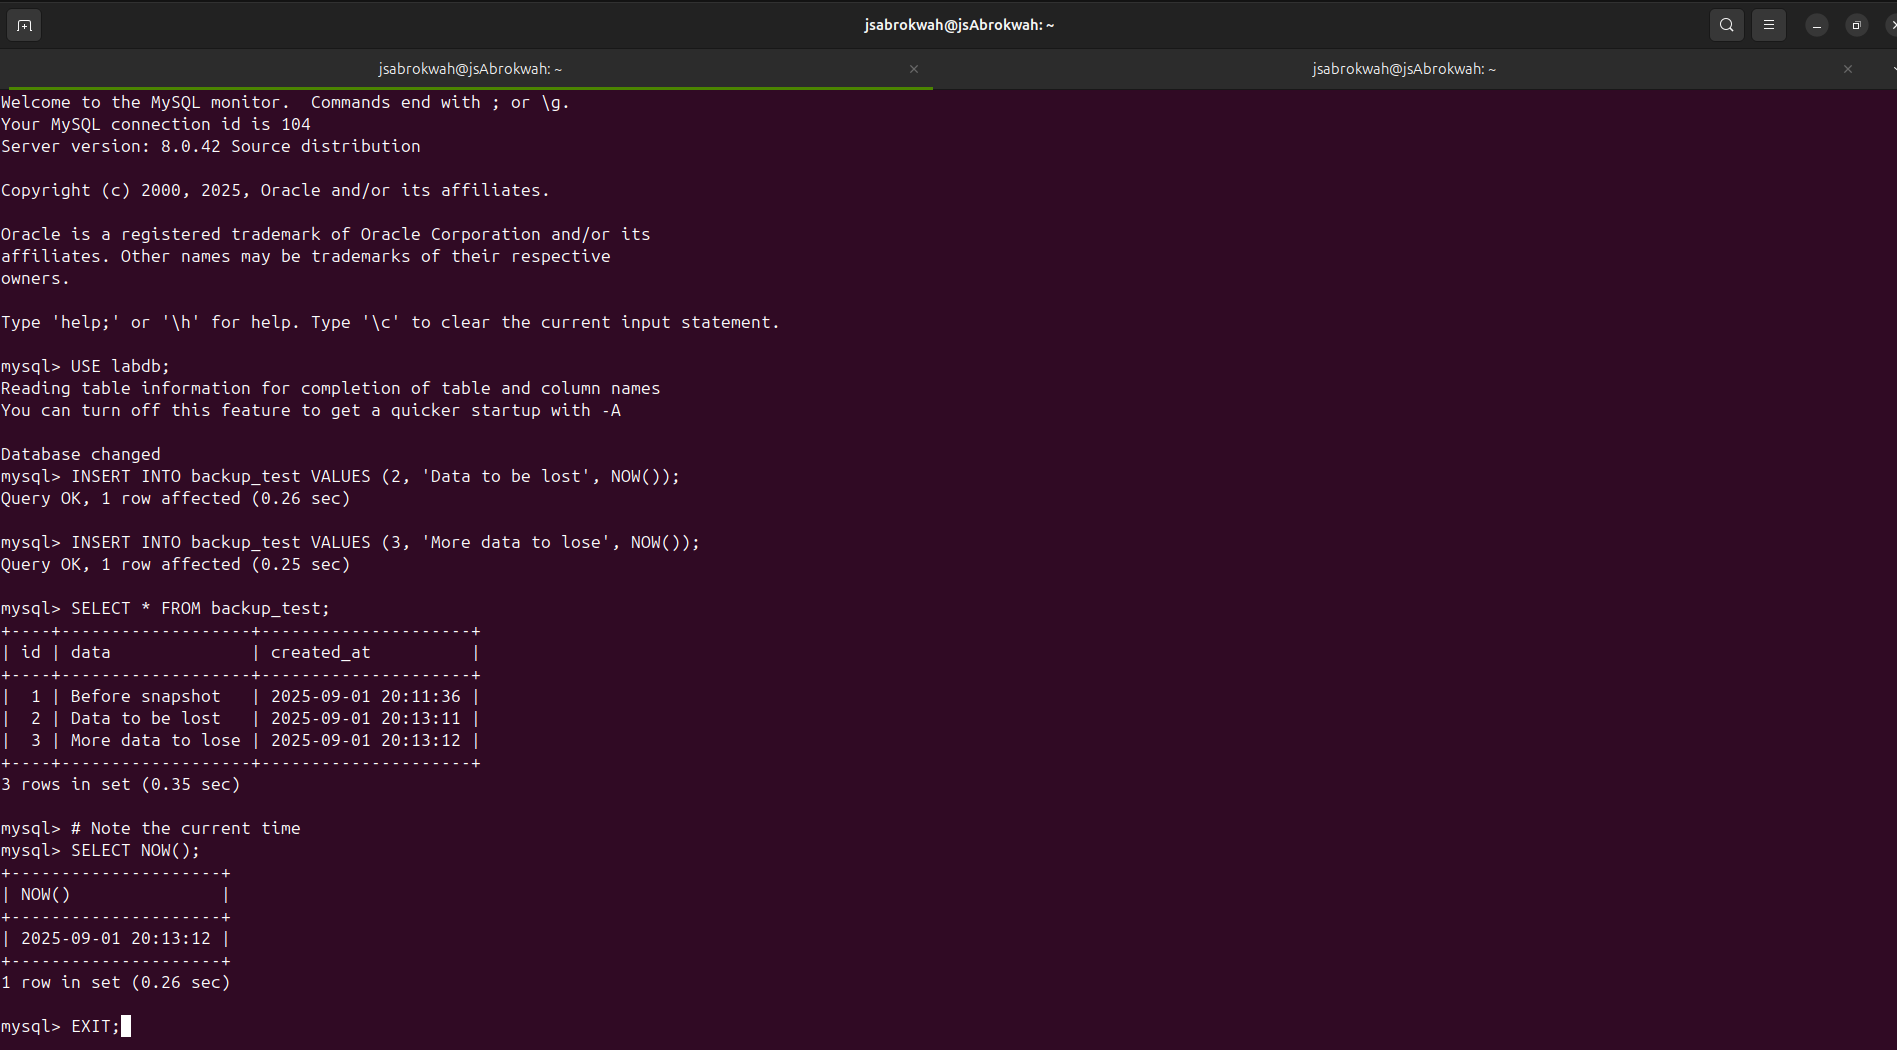 jsabrokwah@jsAbrokwah: ~
jsabrokwah@jsAbrokwah: ~
jsabrokwah@jsAbrokwah: ~
Welcome to the MySQL monitor.  Commands end with ; or \g.
Your MySQL connection id is 104
Server version: 8.0.42 Source distribution
Copyright (c) 2000, 2025, Oracle and/or its affiliates.
Oracle is a registered trademark of Oracle Corporation and/or its
affiliates. Other names may be trademarks of their respective
owners.
Type 'help;' or '\h' for help. Type '\c' to clear the current input statement.
mysql> USE labdb;
Reading table information for completion of table and column names
You can turn off this feature to get a quicker startup with -A
Database changed
mysql> INSERT INTO backup_test VALUES (2, 'Data to be lost', NOW());
Query OK, 1 row affected (0.26 sec)
mysql> INSERT INTO backup_test VALUES (3, 'More data to lose', NOW());
Query OK, 1 row affected (0.25 sec)
mysql> SELECT * FROM backup_test;
+----+-------------------+---------------------+
| id | data              | created_at          |
+----+-------------------+---------------------+
|  1 | Before snapshot   | 2025-09-01 20:11:36 |
|  2 | Data to be lost   | 2025-09-01 20:13:11 |
|  3 | More data to lose | 2025-09-01 20:13:12 |
+----+-------------------+---------------------+
3 rows in set (0.35 sec)
mysql> # Note the current time
mysql> SELECT NOW();
+---------------------+
| NOW()               |
+---------------------+
| 2025-09-01 20:13:12 |
+---------------------+
1 row in set (0.26 sec)
mysql> EXIT;